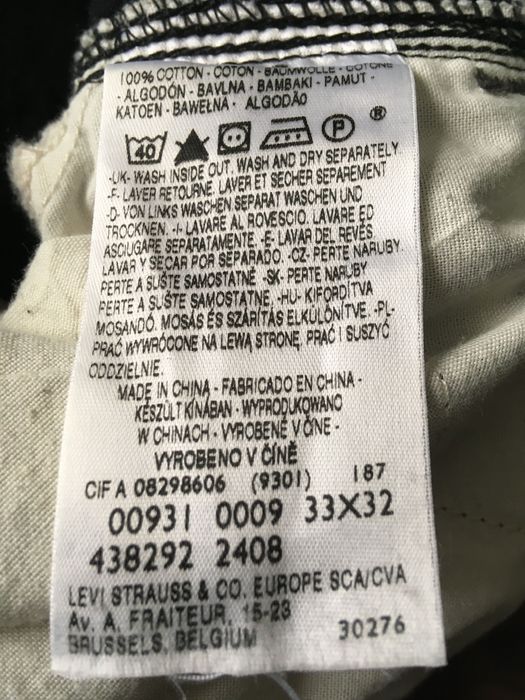 100% COTTON - COTON - BAUMWOLLE - COTONE
- ALGODÓN - BAVLNA - BAMBAKI - PAMUT -
KATOEN - BAWEŁNA - ALGODÃO
40 P ®
-UK- WASH INSIDE OUT. WASH AND DRY SEPARATELY
-F- LAVER RETOURNE. LAVER ET SECHER SEPAREMENT
-D- VON LINKS WASCHEN SEPARAT WASCHEN UND
TROCKNEN. -I- LAVARE AL ROVESCIO. LAVARE ED
ASCIUGARE SEPARATAMENTE. -E- LAVAR DEL REVÉS
LAVAR Y SECAR POR SEPARADO. -CZ- PERTE NARUBY
PERTE A SUŠTE SAMOSTATNĚ. -SK- PERTE NARUBY
PERTE A SUŠTE SAMOSTATNE. -HU- KIFORDÍTVA
MOSANDÓ. MOSÁS ÉS SZÁRÍTÁS ELKÜLÖNÍTVE. -PL-
PRAĆ WYWRÓCONE NA LEWĄ STRONĘ, PRAĆ I SUSZYĆ
ODDZIELNIE.
MADE IN CHINA - FABRICADO EN CHINA -
KÉSZÜLT KÍNÁBAN - WYPRODUKOWANO
W CHINACH - VYROBENÉ V ČÍNE -
VYROBENO V ČÍNĚ
CIF A 08298606 (9301) 187
00931 0009 33X32
438292 2408
LEVI STRAUSS & CO. EUROPE SCA/CVA
Av. A. FRAITEUR, 15-23
BRUSSELS, BELGIUM 30276